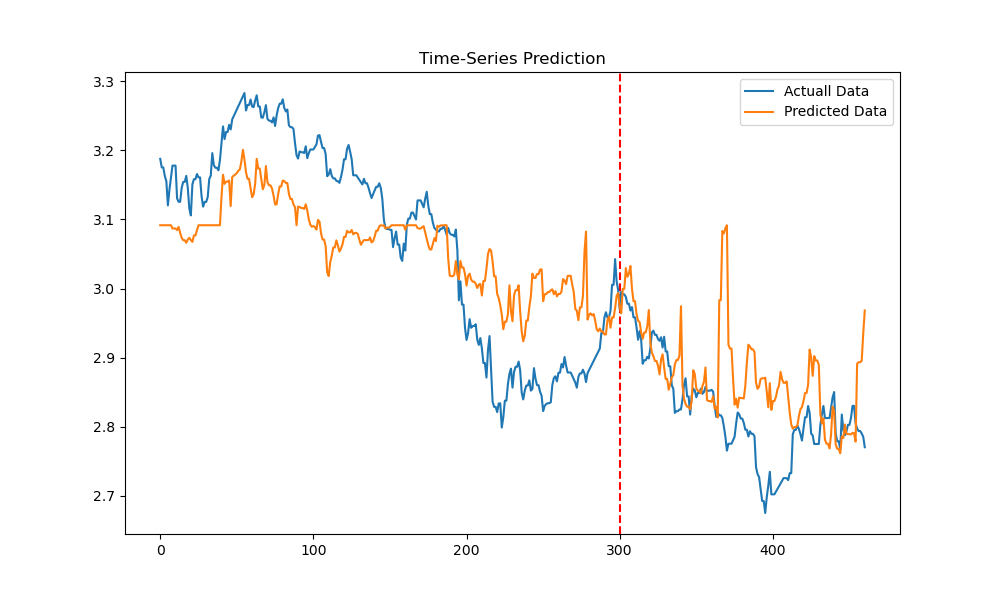 Time-Series Prediction
Actuall Data
Predicted Data
3.3
3.2
3.1
3.0
2.9
2.8
2.7
0 100 200 300 400